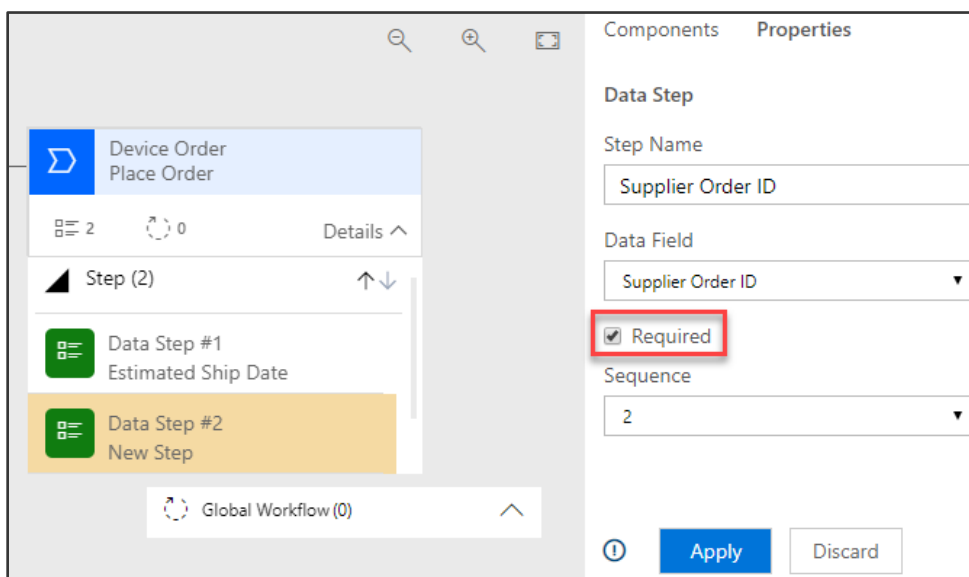 Components Properties
Device Order
Place Order
2 0 Details
Step (2)
Data Step #1
Estimated Ship Date
Data Step #2
New Step
Global Workflow (0)
Data Step
Step Name
Supplier Order ID
Data Field
Supplier Order ID
Required
Sequence
2
Apply Discard